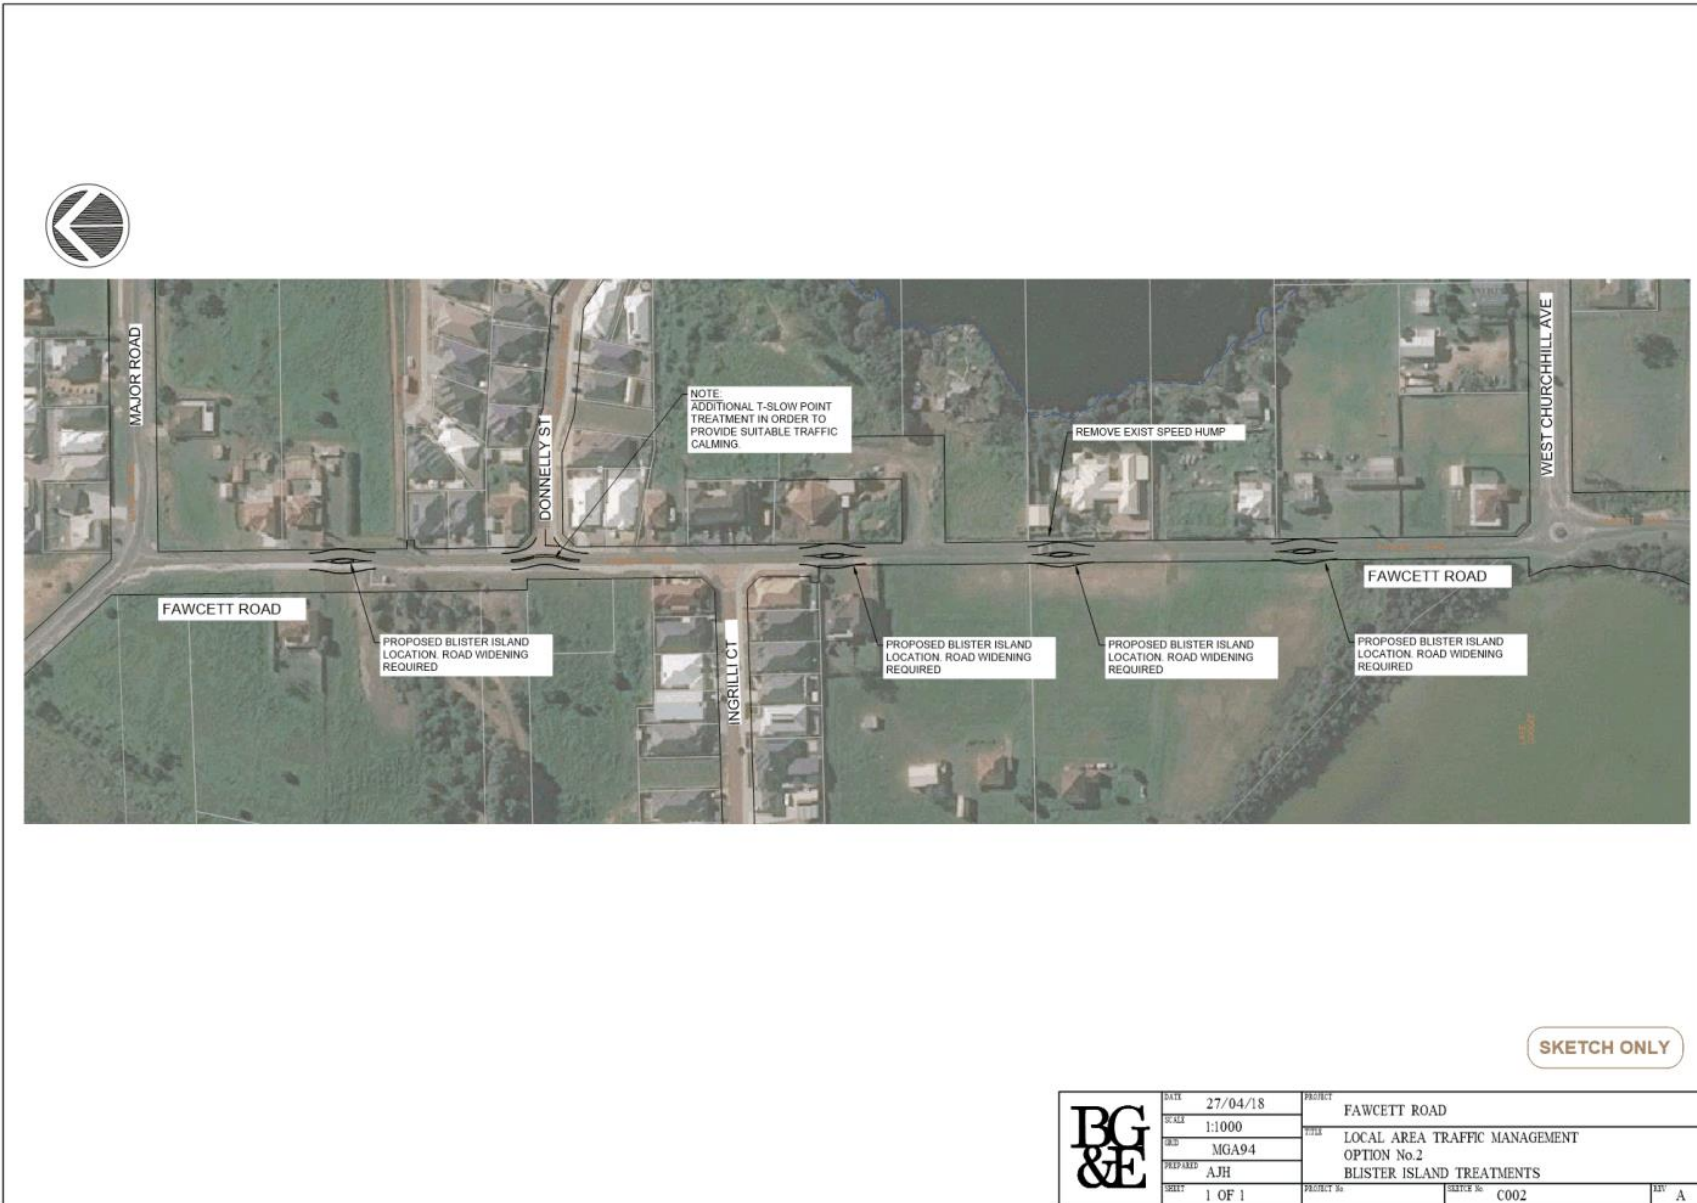 MAJOR ROAD
DONNELLY ST
NOTE:
ADDITIONAL T-SLOW POINT
TREATMENT IN ORDER TO
PROVIDE SUITABLE TRAFFIC
CALMING.
REMOVE EXIST SPEED HUMP
WEST CHURCHHILL AVE
FAWCETT ROAD
FAWCETT ROAD
PROPOSED BLISTER ISLAND
LOCATION. ROAD WIDENING
REQUIRED
INGRILLI CT
PROPOSED BLISTER ISLAND
LOCATION. ROAD WIDENING
REQUIRED
PROPOSED BLISTER ISLAND
LOCATION. ROAD WIDENING
REQUIRED
PROPOSED BLISTER ISLAND
LOCATION. ROAD WIDENING
REQUIRED
SKETCH ONLY
BG
&E
DATE 27/04/18
SCALE 1:1000
GRID MGA94
PREPARED AJH
SHEET 1 OF 1
PROJECT FAWCETT ROAD
TITLE LOCAL AREA TRAFFIC MANAGEMENT
OPTION No.2
BLISTER ISLAND TREATMENTS
PROJECT No. SKETCH No. C002 REV A